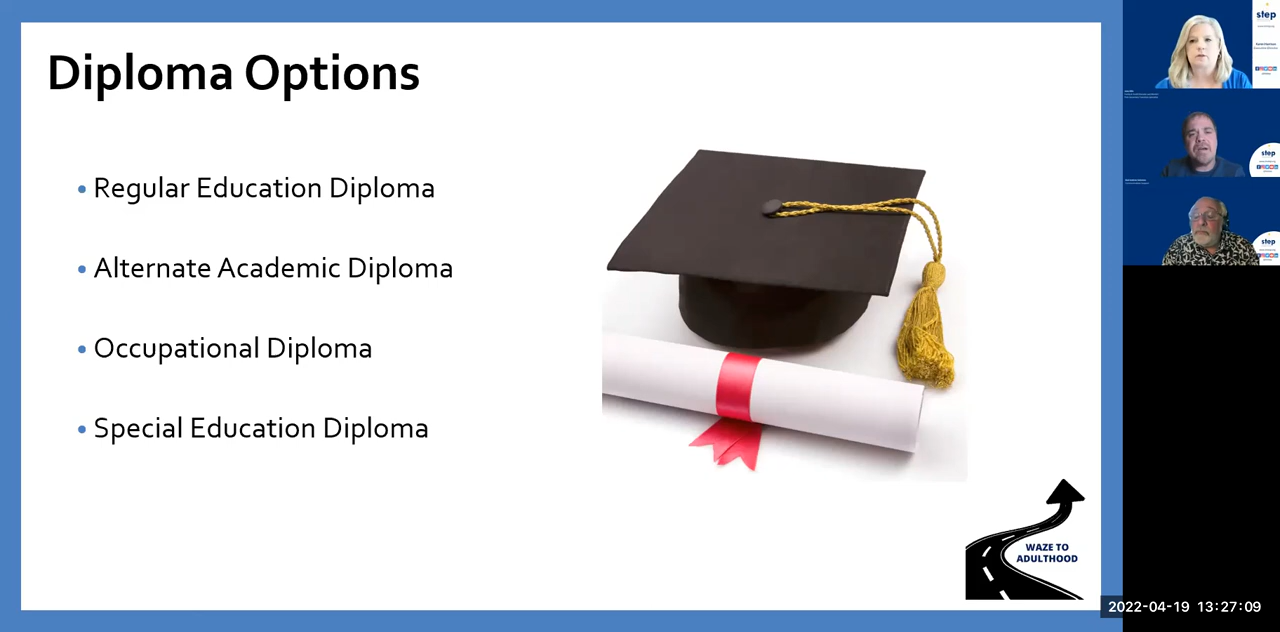 Diploma Options
• Regular Education Diploma
• Alternate Academic Diploma
• Occupational Diploma
• Special Education Diploma
WAZE TO
ADULTHOOD
step
step
step
2022-04-19 13:27:09